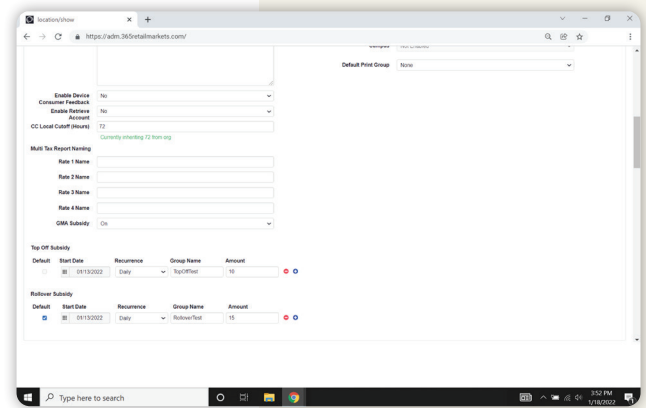 location/show
https://adm.365retailmarkets.com/
Default Print Group None
Enable Device Consumer Feedback No
Enable Retrieve Account No
CC Local Cutoff (Hours) 72
Currently inheriting 72 from org
Multi Tax Report Naming
Rate 1 Name
Rate 2 Name
Rate 3 Name
Rate 4 Name
GMA Subsidy On
Top Off Subsidy
Default Start Date Recurrence Group Name Amount
01/13/2022 Daily TopOffTest 10
Rollover Subsidy
Default Start Date Recurrence Group Name Amount
01/13/2022 Daily RolloverTest 15
Type here to search
3:52 PM
1/18/2022